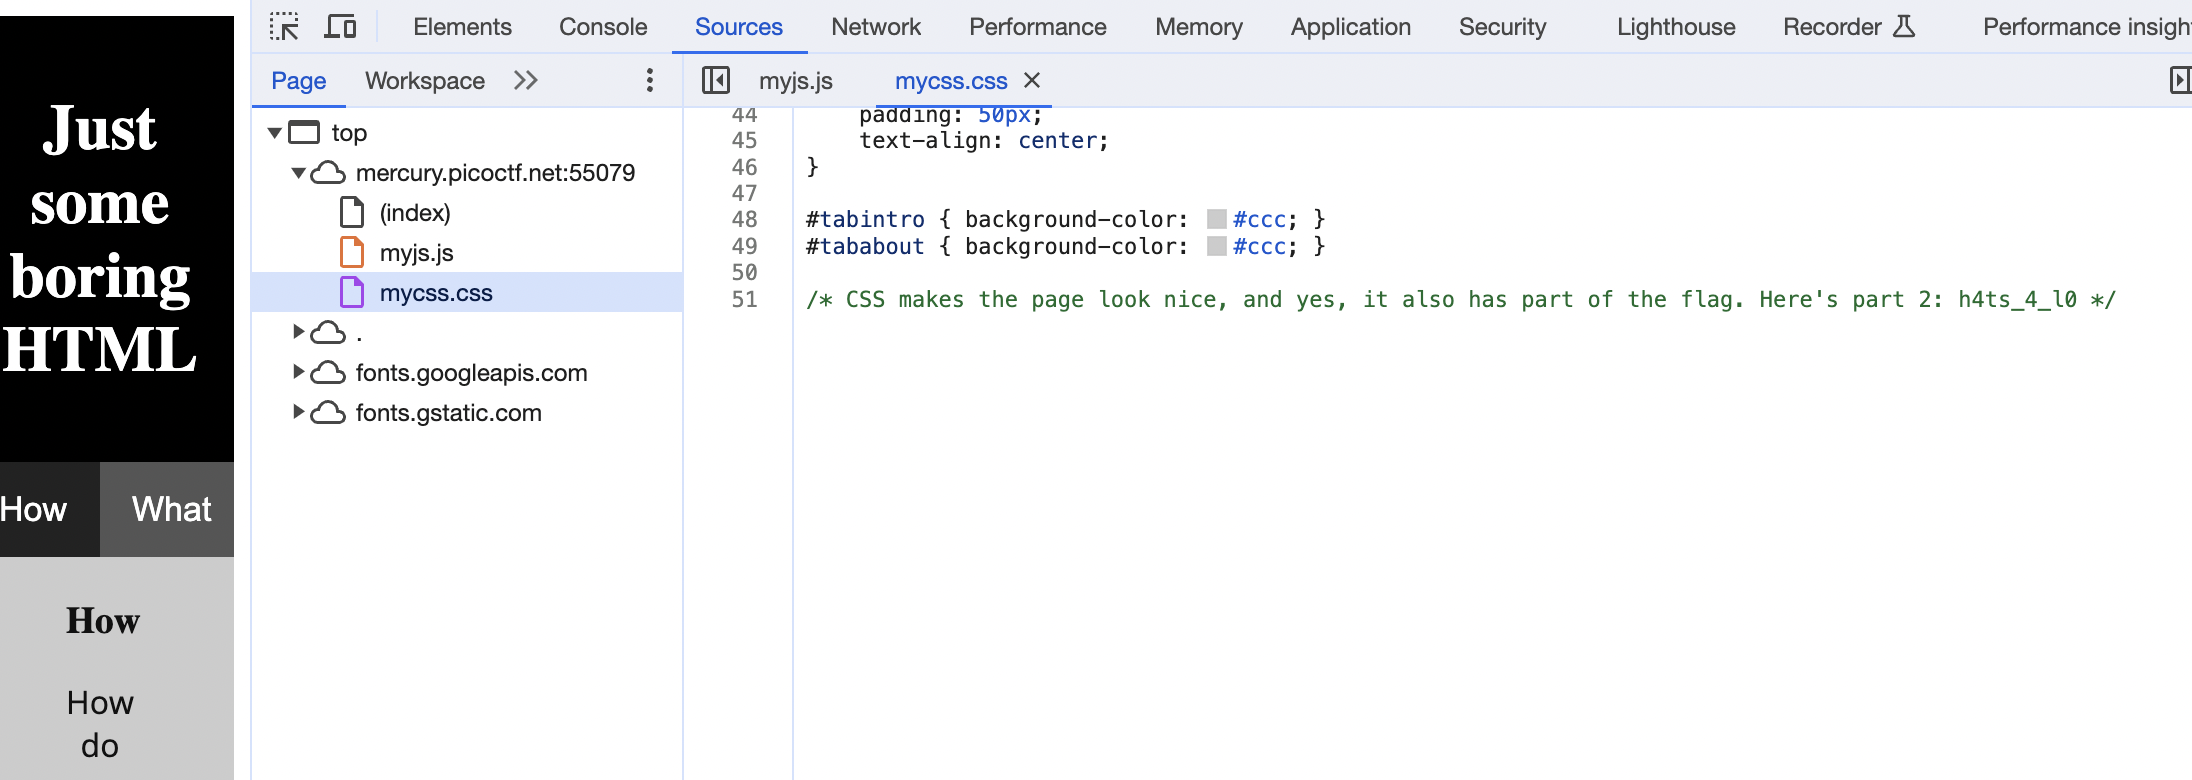 Just
some
boring
HTML
How
What
How
How
do
Elements
Console
Sources
Network
Performance
Memory
Application
Security
Lighthouse
Recorder
Performance insight
Page
Workspace
top
mercury.picoctf.net:55079
(index)
myjs.js
mycss.css
.
fonts.googleapis.com
fonts.gstatic.com
myjs.js
mycss.css
44 padding: 50px;
45 text-align: center;
46 }
47
48 #tabintro { background-color: #ccc; }
49 #tababout { background-color: #ccc; }
50
51 /* CSS makes the page look nice, and yes, it also has part of the flag. Here's part 2: h4ts_4_l0 */